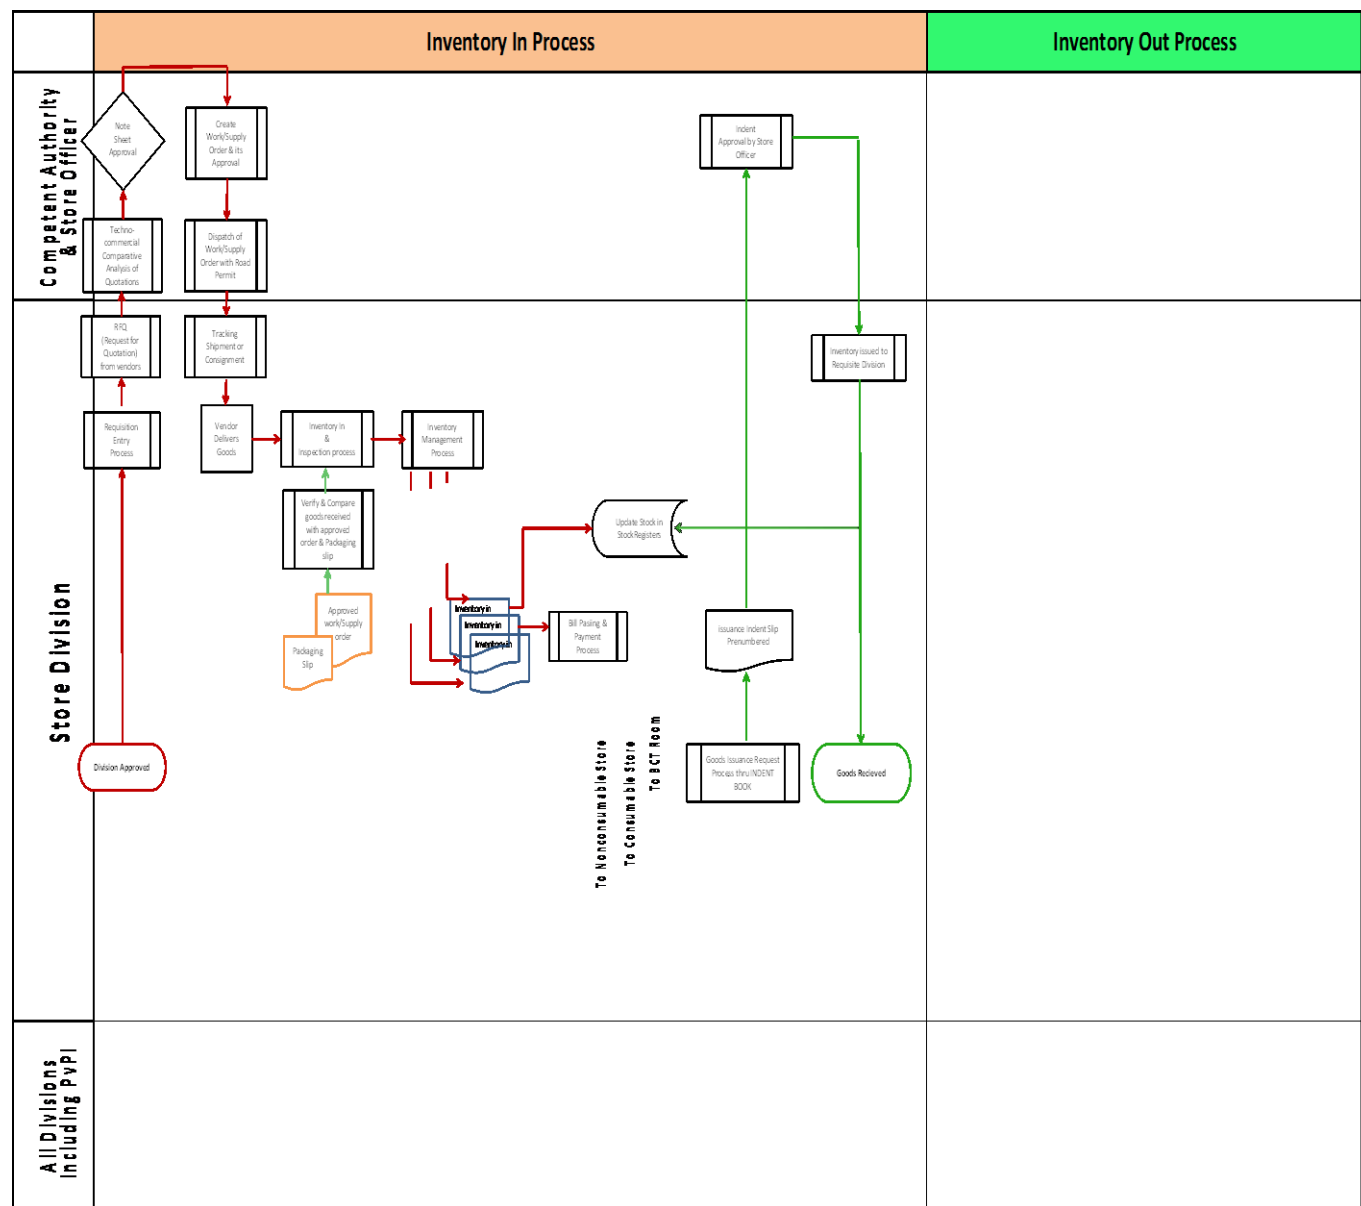 Inventory In Process
Inventory Out Process
Competent Authority
& Store Officer
Note
Sheet
Approval
Create
Work/Supply
Order & its
Approval
Indent
Approval by Store
Officer
Techno-
commercial
Comparative
Analysis of
Quotations
Dispatch of
Work/Supply
Order with Road
Permit
Store Division
RFQ
(Request for
Quotation)
from vendors
Tracking
Shipment or
Consignment
Inventory issued to
Requisite Division
Requisition
Entry
Process
Vendor
Delivers
Goods
Inventory In
&
Inspection process
Inventory
Management
Process
Verify & Compare
goods received
with approved
order & Packaging
slip
Update Stock in
Stock Registers
Approved
work/Supply
order
Packaging
Slip
Inventory in
Inventory in
Inventory in
Bill Pasing &
Payment
Process
issuance Indent Slip
Prenumbered
To Nonconsumable Store
To Consumable Store
To BCT Room
Division Approved
Goods Issuance Request
Process thru INDENT
BOOK
Goods Recieved
All Divisions
Including PvPI